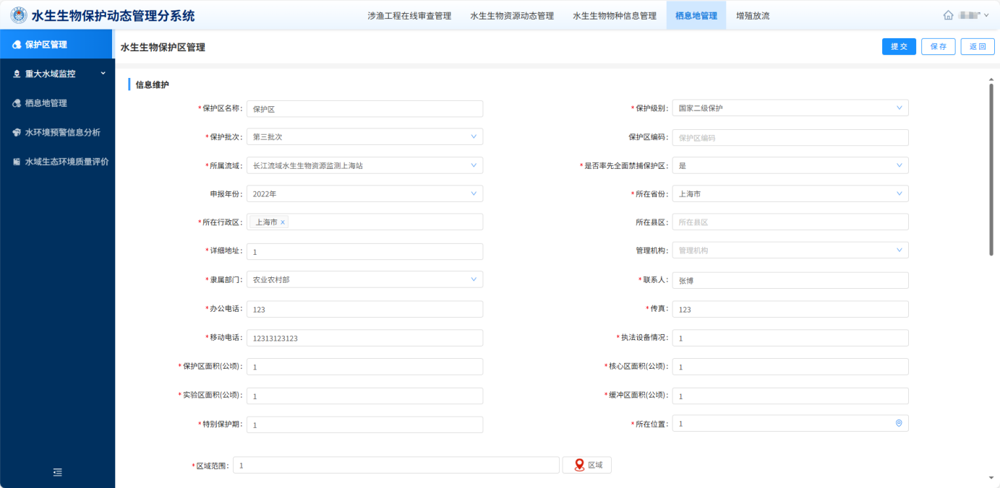 水生生物保护动态管理分系统
涉渔工程在线审查管理 水生生物资源动态管理 水生生物物种信息管理 栖息地管理 增殖放流
保护区管理
重大水域监控
栖息地管理
水环境预警信息分析
水域生态环境质量评价
水生生物保护区管理 提交 保存 返回
信息维护
*保护区名称: 保护区 *保护级别: 国家二级保护
*保护批次: 第三批次 保护区编码: 保护区编码
*所属流域: 长江流域水生生物资源监测上海站 *是否率先全面禁捕保护区: 是
申报年份: 2022年 *所在省份: 上海市
*所在行政区: 上海市 x 所在县区: 所在县区
*详细地址: 1 管理机构: 管理机构
*隶属部门: 农业农村部 *联系人: 张博
*办公电话: 123 *传真: 123
*移动电话: 12313123123 *执法设备情况: 1
*保护区面积(公顷): 1 *核心区面积(公顷): 1
*实验区面积(公顷): 1 *缓冲区面积(公顷): 1
*特别保护期: 1 *所在位置: 1
*区域范围: 1 区域